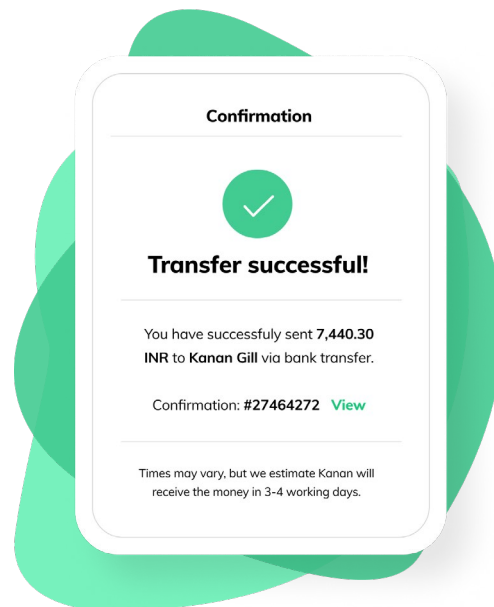 Confirmation
Transfer successful!
You have successfuly sent 7,440.30
INR to Kanan Gill via bank transfer.
Confirmation: #27464272 View
Times may vary, but we estimate Kanan will
receive the money in 3-4 working days.